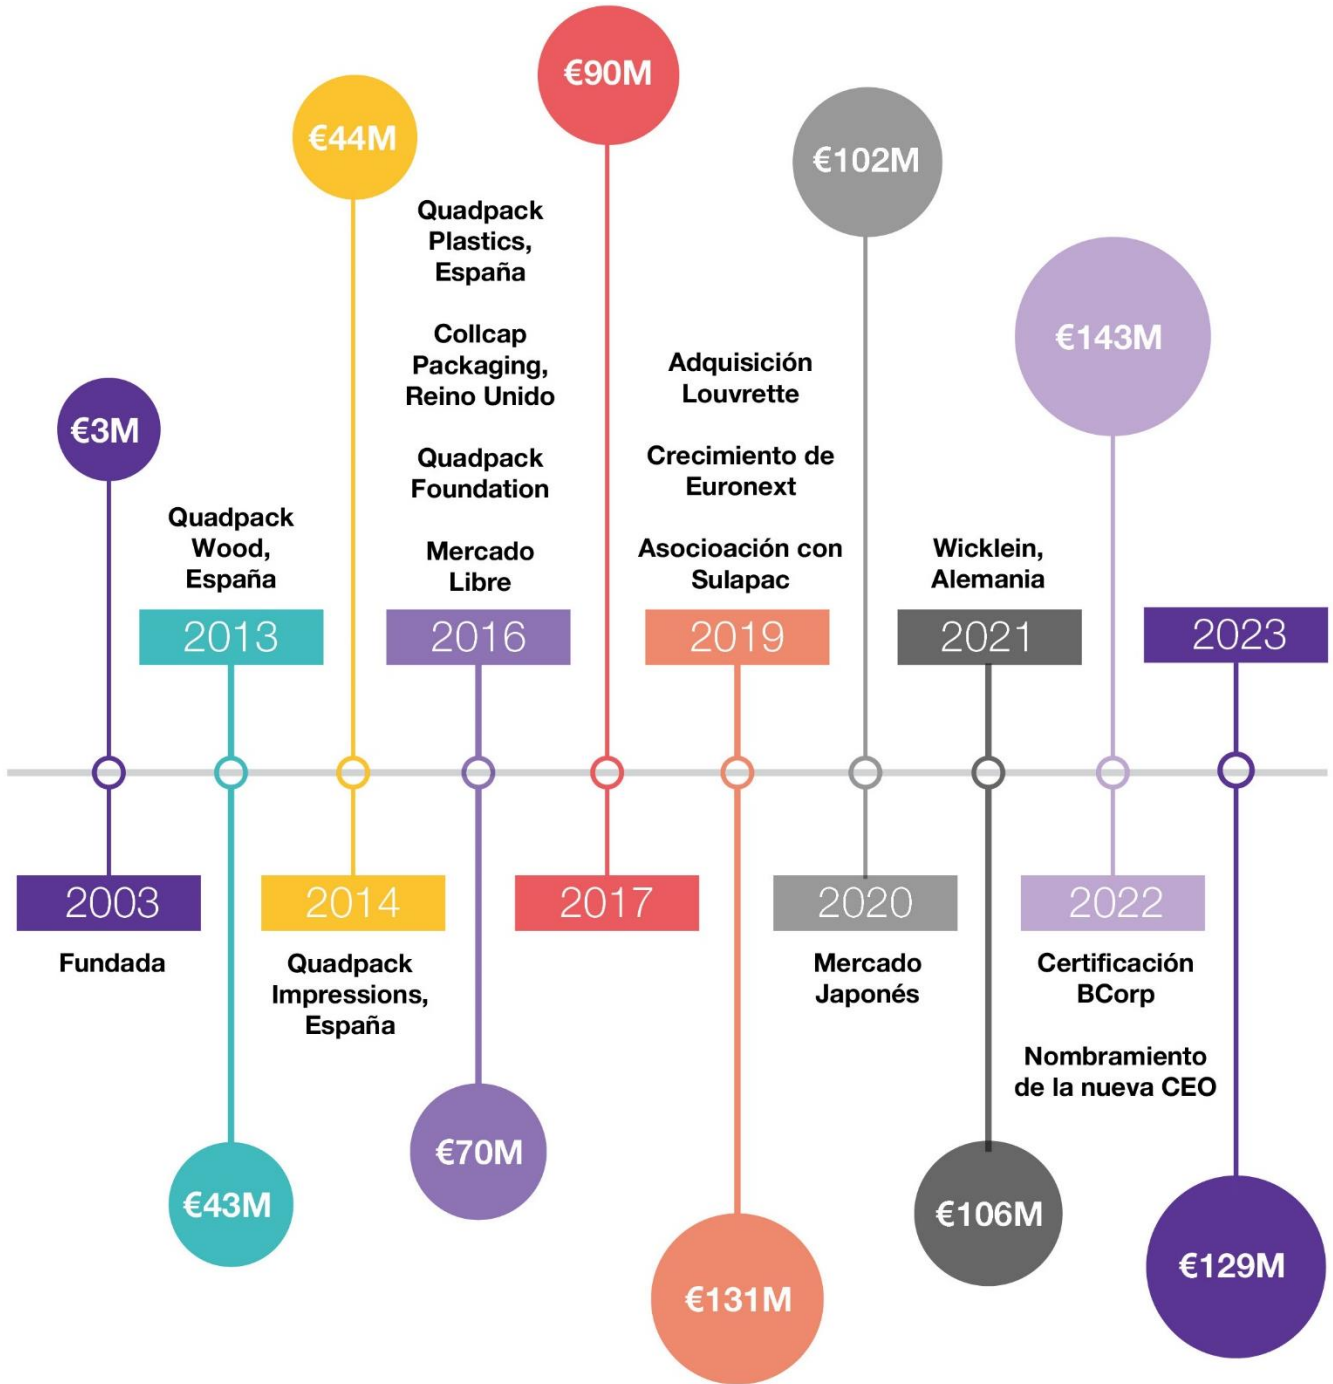 €3M
2003
Fundada
Quadpack
Wood,
España
2013
€43M
€44M
2014
Quadpack
Impressions,
España
Quadpack
Plastics,
España
Collcap
Packaging,
Reino Unido
Quadpack
Foundation
Mercado
Libre
2016
€70M
€90M
2017
Adquisición
Louvrette
Crecimiento de
Euronext
Asocioación con
Sulapac
2019
€131M
€102M
2020
Mercado
Japonés
Wicklein,
Alemania
2021
€106M
€143M
2022
Certificación
BCorp
Nombramiento
de la nueva CEO
2023
€129M